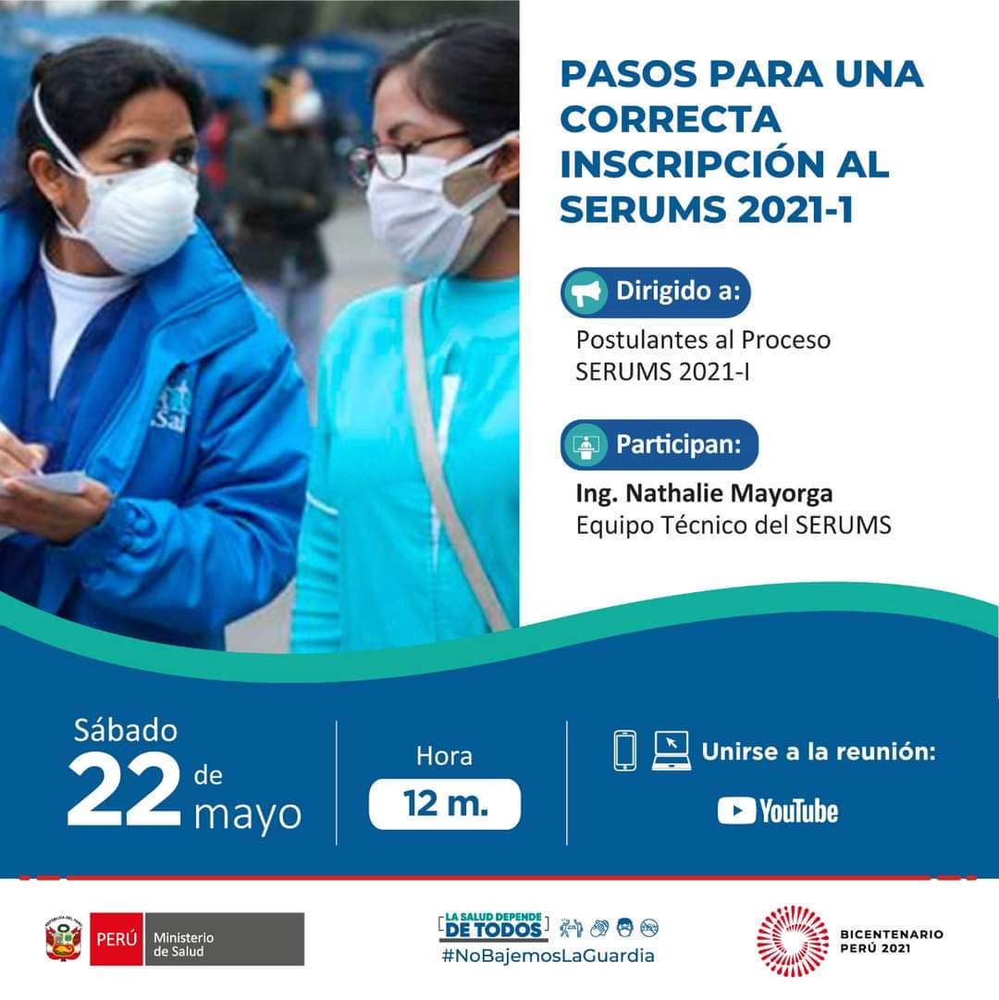 PASOS PARA UNA
CORRECTA
INSCRIPCIÓN AL
SERUMS 2021-1
Dirigido a:
Postulantes al Proceso
SERUMS 2021-I
Participan:
Ing. Nathalie Mayorga
Equipo Técnico del SERUMS
Sábado
22 de
mayo
Hora
12 m.
Unirse a la reunión:
YouTube
PERÚ
Ministerio
de Salud
LA SALUD DEPENDE
DE TODOS
#NoBajemosLaGuardia
BICENTENARIO
PERÚ 2021